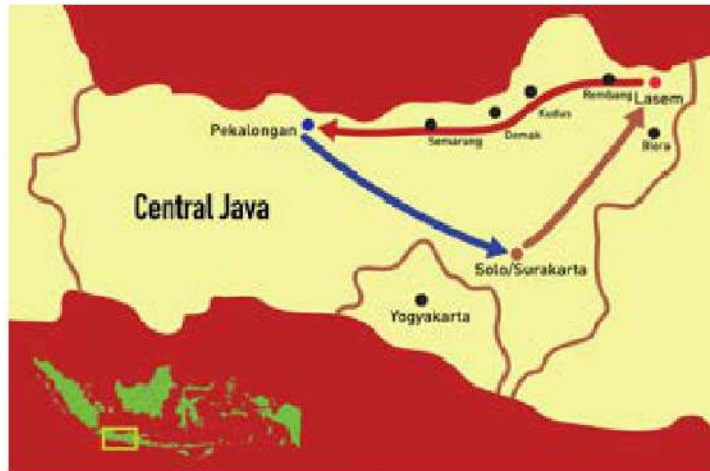 Rembang
Lasem
Kudus
Pekalongan
Semarang
Demak
Blora
Central Java
Solo/Surakarta
Yogyakarta